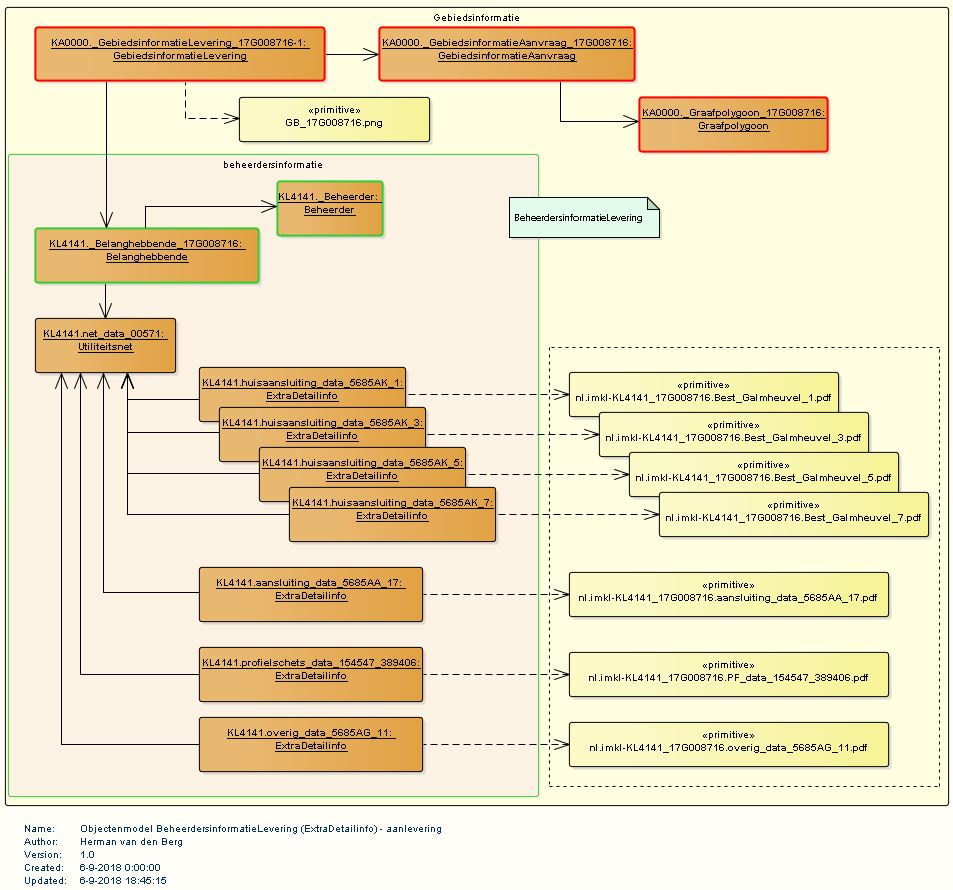 Gebiedsinformatie
KA0000._GebiedsinformatieLevering_17G008716-1:
GebiedsinformatieLevering
KA0000._GebiedsinformatieAanvraag_17G008716:
GebiedsinformatieAanvraag
«primitive»
GB_17G008716.png
KA0000._Graafpolygoon_17G008716:
Graafpolygoon
beheerdersinformatie
KL4141._Beheerder:
Beheerder
BeheerdersinformatieLevering
KL4141._Belanghebbende_17G008716:
Belanghebbende
KL4141.net_data_00571:
Utiliteitsnet
KL4141.huisaansluiting_data_5685AK_1:
ExtraDetailinfo
«primitive»
nl.imkl-KL4141_17G008716.Best_Galmheuvel_1.pdf
KL4141.huisaansluiting_data_5685AK_3:
ExtraDetailinfo
«primitive»
nl.imkl-KL4141_17G008716.Best_Galmheuvel_3.pdf
KL4141.huisaansluiting_data_5685AK_5:
ExtraDetailinfo
«primitive»
nl.imkl-KL4141_17G008716.Best_Galmheuvel_5.pdf
KL4141.huisaansluiting_data_5685AK_7:
ExtraDetailinfo
«primitive»
nl.imkl-KL4141_17G008716.Best_Galmheuvel_7.pdf
KL4141.aansluiting_data_5685AA_17:
ExtraDetailinfo
«primitive»
nl.imkl-KL4141_17G008716.aansluiting_data_5685AA_17.pdf
KL4141.profielschets_data_154547_389406:
ExtraDetailinfo
«primitive»
nl.imkl-KL4141_17G008716.PF_data_154547_389406.pdf
KL4141.overig_data_5685AG_11:
ExtraDetailinfo
«primitive»
nl.imkl-KL4141_17G008716.overig_data_5685AG_11.pdf
Name: Objectenmodel BeheerdersinformatieLevering (ExtraDetailinfo) - aanlevering
Author: Herman van den Berg
Version: 1.0
Created: 6-9-2018 0:00:00
Updated: 6-9-2018 18:45:15